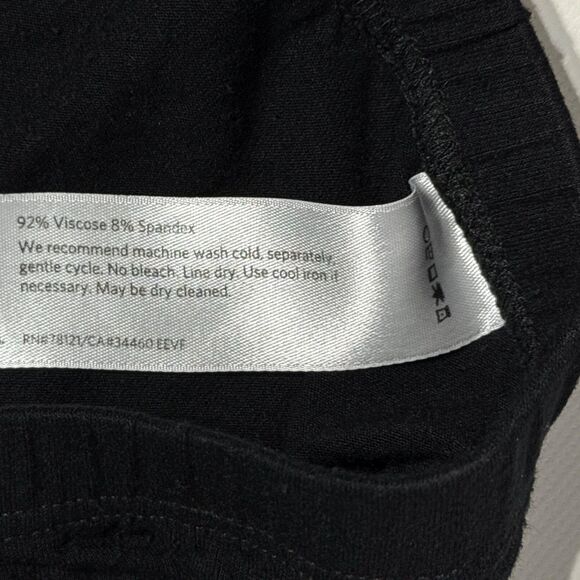 92% Viscose 8% Spandex
We recommend machine wash cold, separately,
gentle cycle. No bleach. Line dry. Use cool iron if
necessary. May be dry cleaned.
RN#78121/CA#34460 EEVF